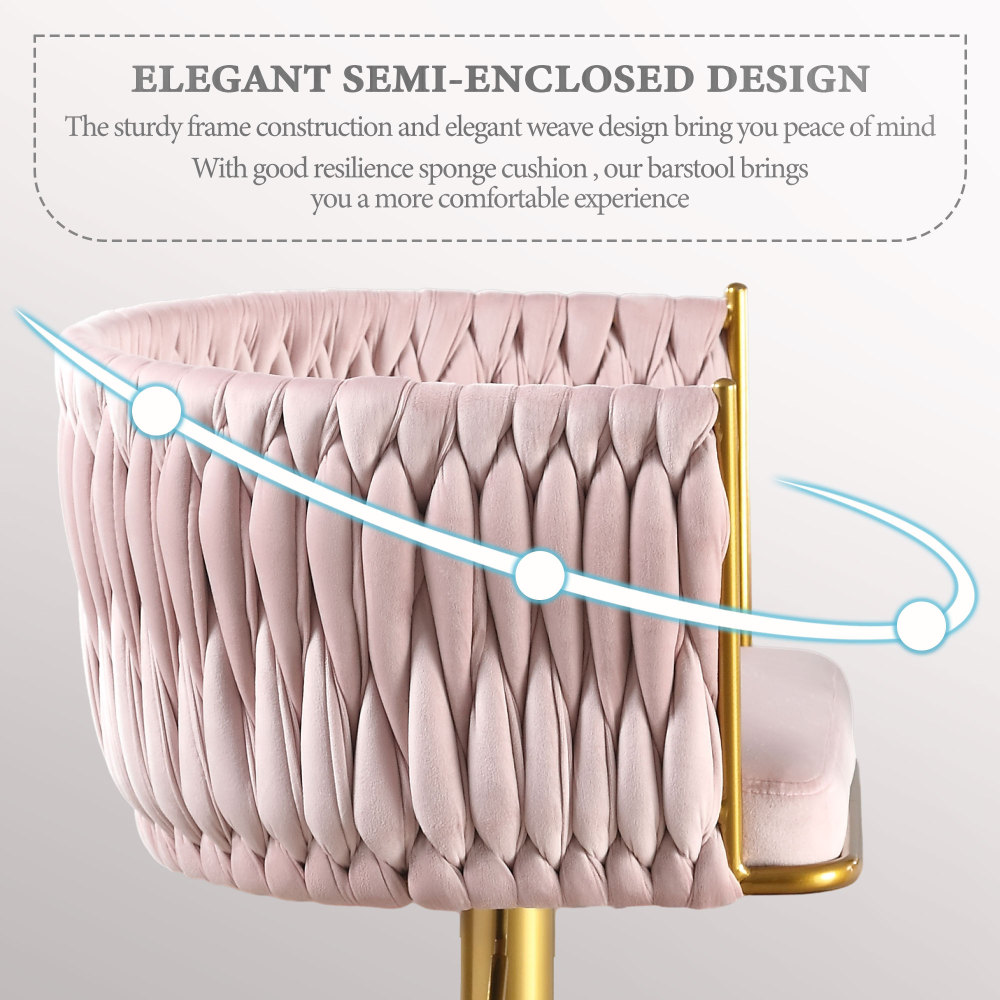 ELEGANT SEMI-ENCLOSED DESIGN
The sturdy frame construction and elegant weave design bring you peace of mind
With good resilience sponge cushion , our barstool brings
you a more comfortable experience